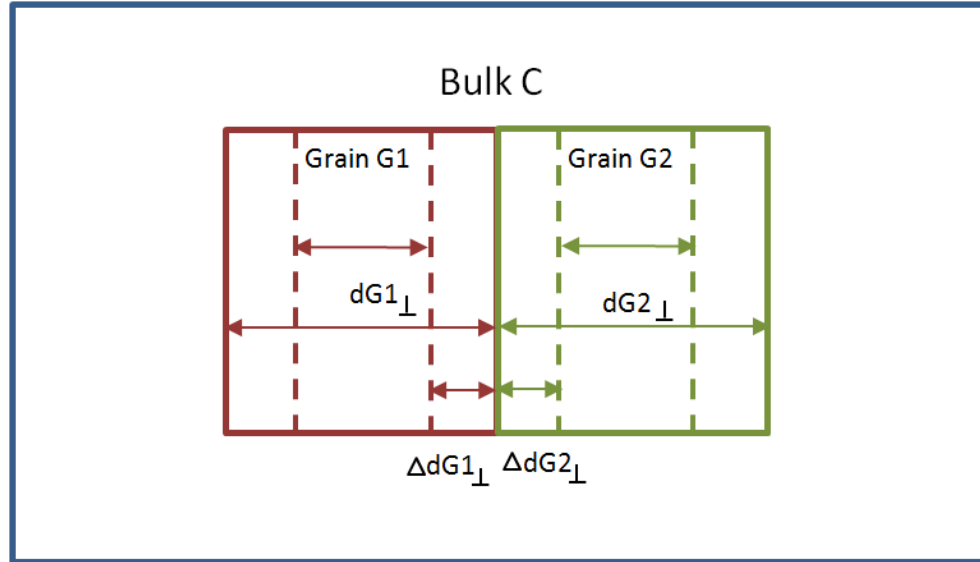 Bulk C
Grain G1 Grain G2
dG1⊥ dG2⊥
ΔdG1⊥ ΔdG2⊥